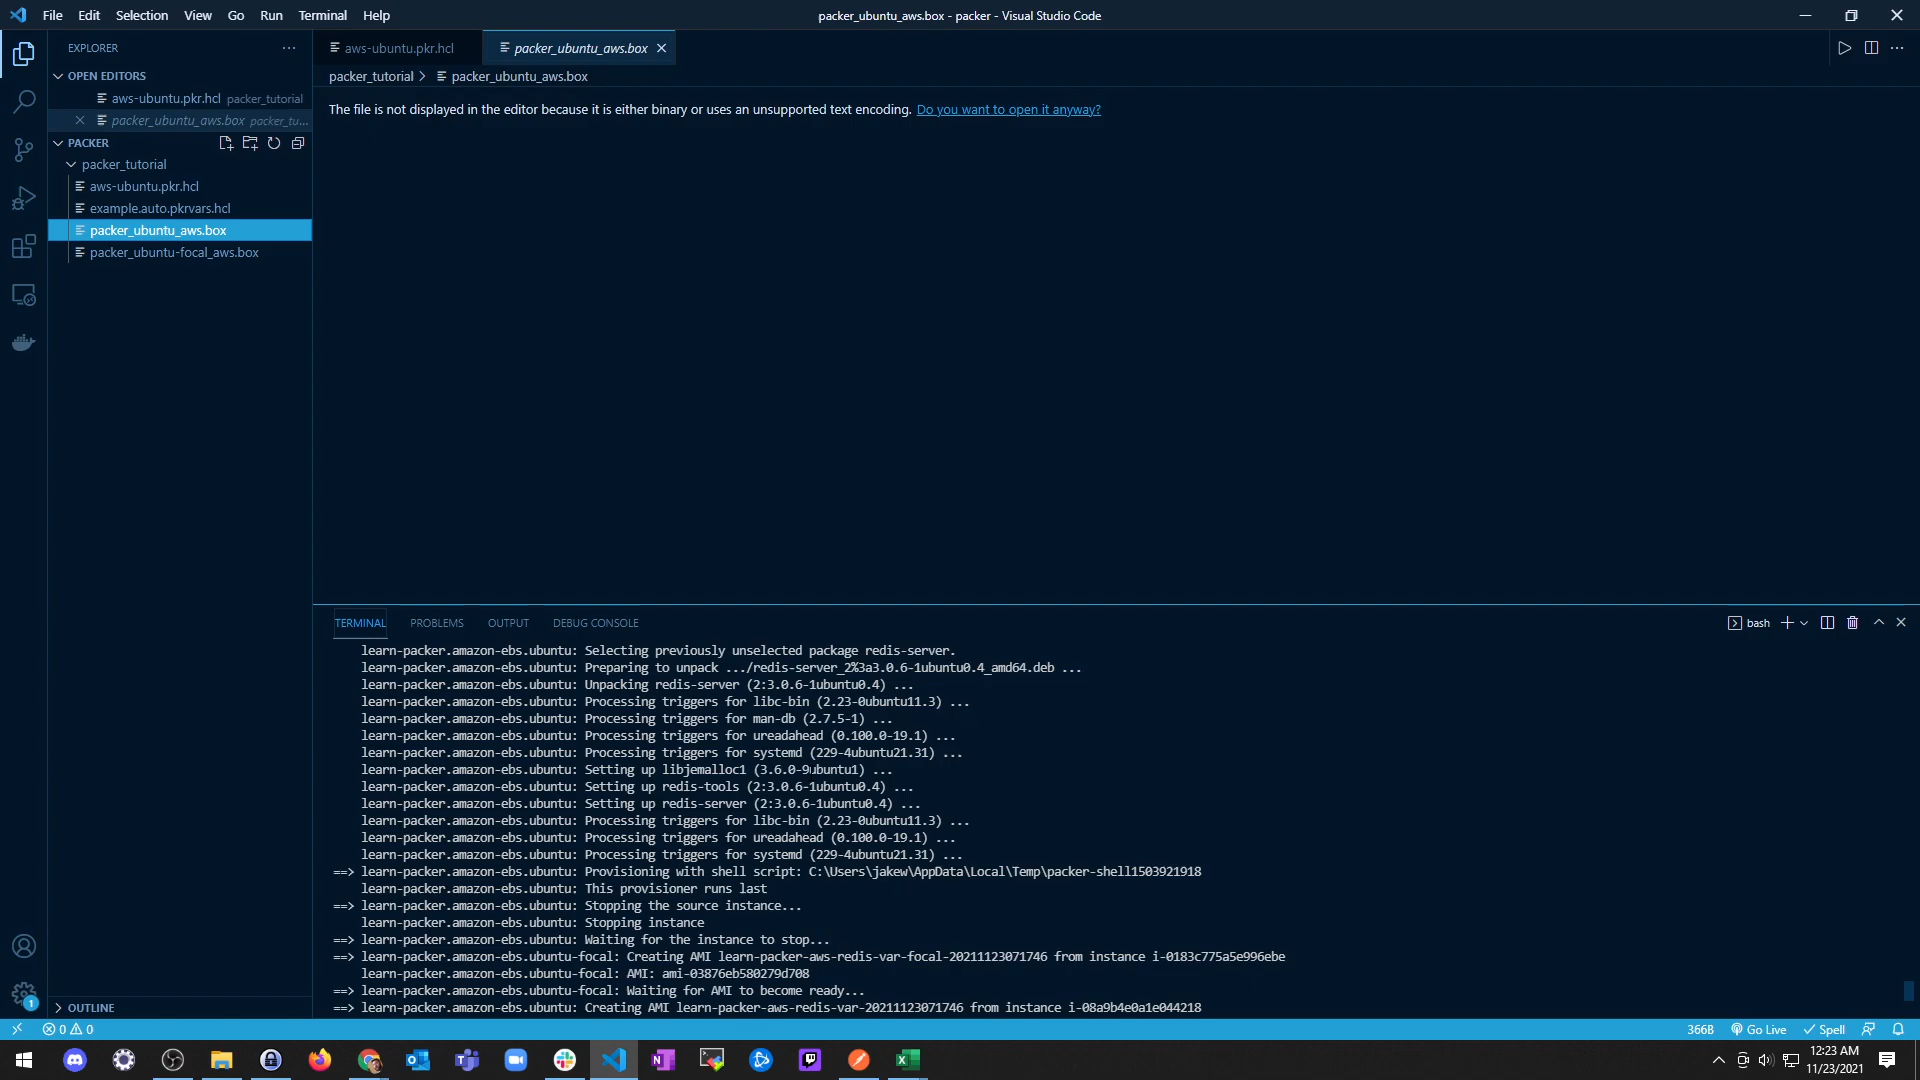 File Edit Selection View Go Run Terminal Help
packer_ubuntu_aws.box - packer - Visual Studio Code
EXPLORER
aws-ubuntu.pkr.hcl
packer_ubuntu_aws.box
OPEN EDITORS
packer_tutorial > packer_ubuntu_aws.box
aws-ubuntu.pkr.hcl packer_tutorial
packer_ubuntu_aws.box packer_tu...
The file is not displayed in the editor because it is either binary or uses an unsupported text encoding. Do you want to open it anyway?
PACKER
packer_tutorial
aws-ubuntu.pkr.hcl
example.auto.pkrvars.hcl
packer_ubuntu_aws.box
packer_ubuntu-focal_aws.box
TERMINAL PROBLEMS OUTPUT DEBUG CONSOLE
bash
learn-packer.amazon-ebs.ubuntu: Selecting previously unselected package redis-server.
learn-packer.amazon-ebs.ubuntu: Preparing to unpack .../redis-server_2%3a3.0.6-1ubuntu0.4_amd64.deb ...
learn-packer.amazon-ebs.ubuntu: Unpacking redis-server (2:3.0.6-1ubuntu0.4) ...
learn-packer.amazon-ebs.ubuntu: Processing triggers for libc-bin (2.23-0ubuntu11.3) ...
learn-packer.amazon-ebs.ubuntu: Processing triggers for man-db (2.7.5-1) ...
learn-packer.amazon-ebs.ubuntu: Processing triggers for ureadahead (0.100.0-19.1) ...
learn-packer.amazon-ebs.ubuntu: Processing triggers for systemd (229-4ubuntu21.31) ...
learn-packer.amazon-ebs.ubuntu: Setting up libjemalloc1 (3.6.0-9ubuntu1) ...
learn-packer.amazon-ebs.ubuntu: Setting up redis-tools (2:3.0.6-1ubuntu0.4) ...
learn-packer.amazon-ebs.ubuntu: Setting up redis-server (2:3.0.6-1ubuntu0.4) ...
learn-packer.amazon-ebs.ubuntu: Processing triggers for libc-bin (2.23-0ubuntu11.3) ...
learn-packer.amazon-ebs.ubuntu: Processing triggers for ureadahead (0.100.0-19.1) ...
learn-packer.amazon-ebs.ubuntu: Processing triggers for systemd (229-4ubuntu21.31) ...
==> learn-packer.amazon-ebs.ubuntu: Provisioning with shell script: C:\Users\jakew\AppData\Local\Temp\packer-shell1503921918
learn-packer.amazon-ebs.ubuntu: This provisioner runs last
==> learn-packer.amazon-ebs.ubuntu: Stopping the source instance...
learn-packer.amazon-ebs.ubuntu: Stopping instance
==> learn-packer.amazon-ebs.ubuntu: Waiting for the instance to stop...
==> learn-packer.amazon-ebs.ubuntu-focal: Creating AMI learn-packer-aws-redis-var-focal-20211123071746 from instance i-0183c775a5e996ebe
learn-packer.amazon-ebs.ubuntu-focal: AMI: ami-03876eb580279d708
==> learn-packer.amazon-ebs.ubuntu-focal: Waiting for AMI to become ready...
==> learn-packer.amazon-ebs.ubuntu: Creating AMI learn-packer-aws-redis-var-20211123071746 from instance i-08a9b4e0a1e044218
1
OUTLINE
0 0
366B Go Live Spell
12:23 AM
11/23/2021